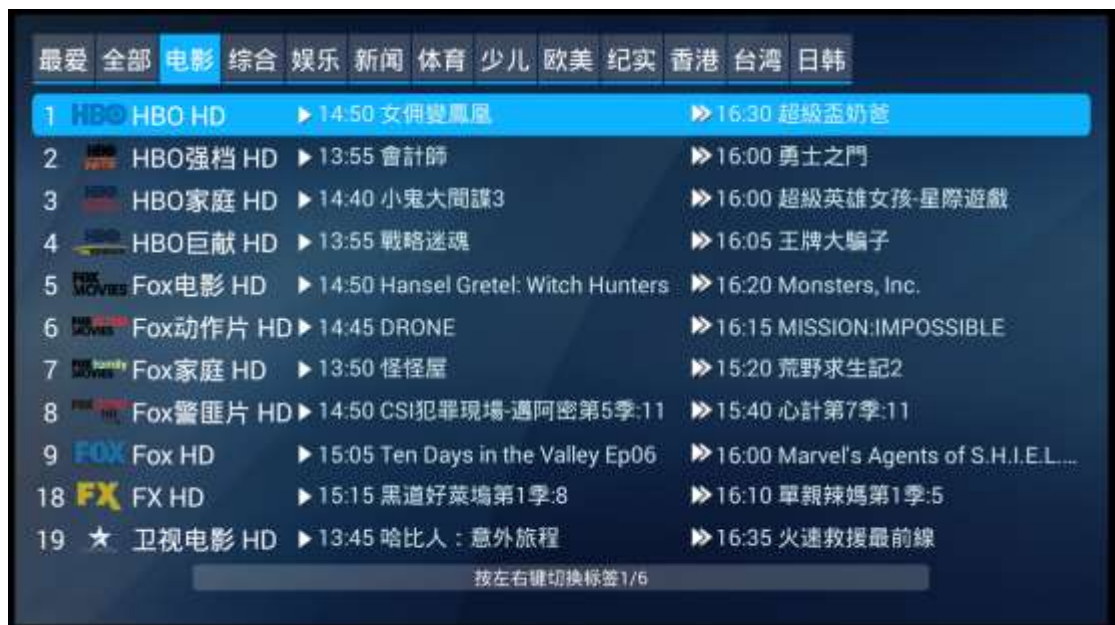 最爱 全部 电影 综合 娱乐 新闻 体育 少儿 欧美 纪实 香港 台湾 日韩
1 HBO HBO HD 14:50 女佣變鳳凰 16:30 超級盃奶爸
2 HBO强档 HD 13:55 會計師 16:00 勇士之門
3 HBO家庭 HD 14:40 小鬼大間諜3 16:00 超級英雄女孩-星際遊戲
4 HBO巨献 HD 13:55 戰略迷魂 16:05 王牌大騙子
5 FOX MOVIES Fox电影 HD 14:50 Hansel Gretel: Witch Hunters 16:20 Monsters, Inc.
6 Fox动作片 HD 14:45 DRONE 16:15 MISSION:IMPOSSIBLE
7 Fox家庭 HD 13:50 怪怪屋 15:20 荒野求生記2
8 Fox警匪片 HD 14:50 CSI犯罪現場-邁阿密第5季:11 15:40 心計第7季:11
9 FOX Fox HD 15:05 Ten Days in the Valley Ep06 16:00 Marvel's Agents of S.H.I.E.L....
18 FX FX HD 15:15 黑道好萊塢第1季:8 16:10 單親辣媽第1季:5
19 卫视电影 HD 13:45 哈比人：意外旅程 16:35 火速救援最前線
按左右键切换标签1/6